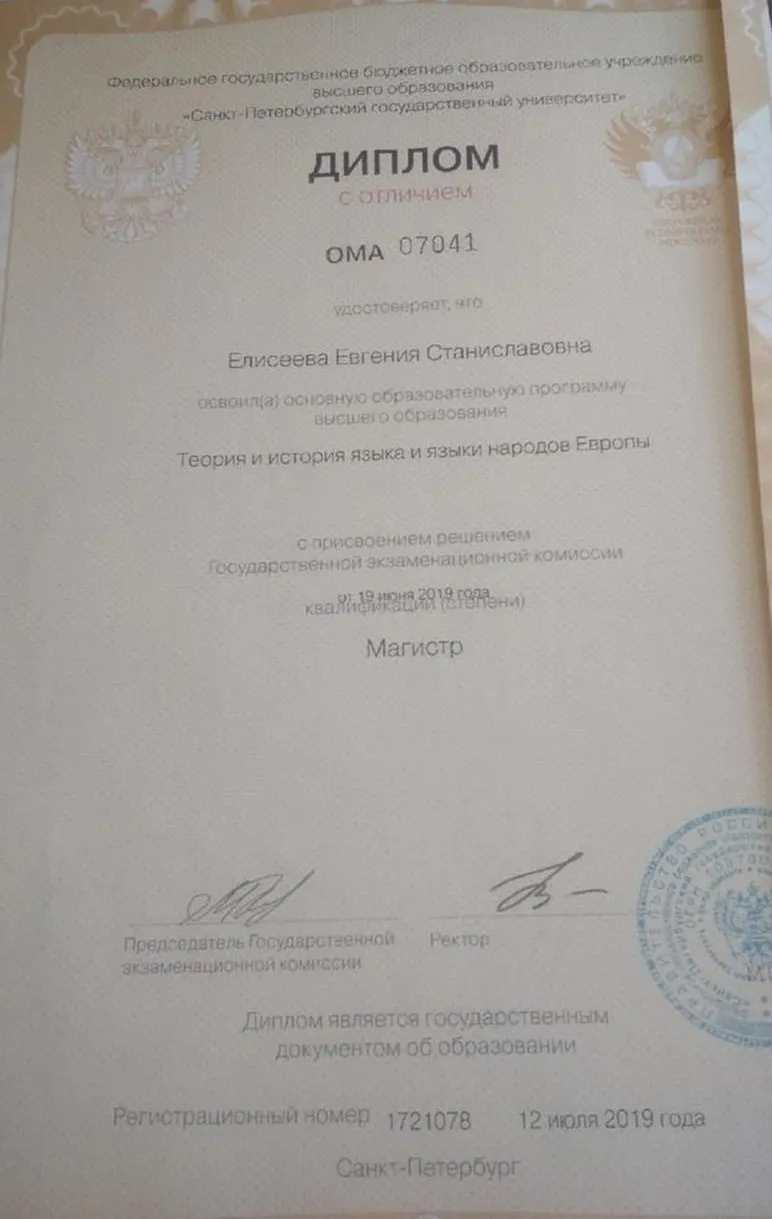 Федеральное государственное бюджетное образовательное учреждение
высшего образования
«Санкт-Петербургский государственный университет»
ДИПЛОМ
с отличием
ОМА 07041
удостоверяет, что
Елисеева Евгения Станиславовна
освоил(а) основную образовательную программу
высшего образования
Теория и история языка и языки народов Европы
с присвоением решением
Государственной экзаменационной комиссии
от 19 июня 2019 года
квалификации (степени)
Магистр
Председатель Государственной
экзаменационной комиссии
Ректор
Диплом является государственным
документом об образовании
Регистрационный номер 1721078 12 июля 2019 года
Санкт-Петербург